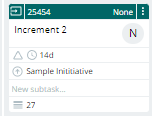 25454 None
Increment 2
N
14d
Sample Inititiative
New subtask...
27